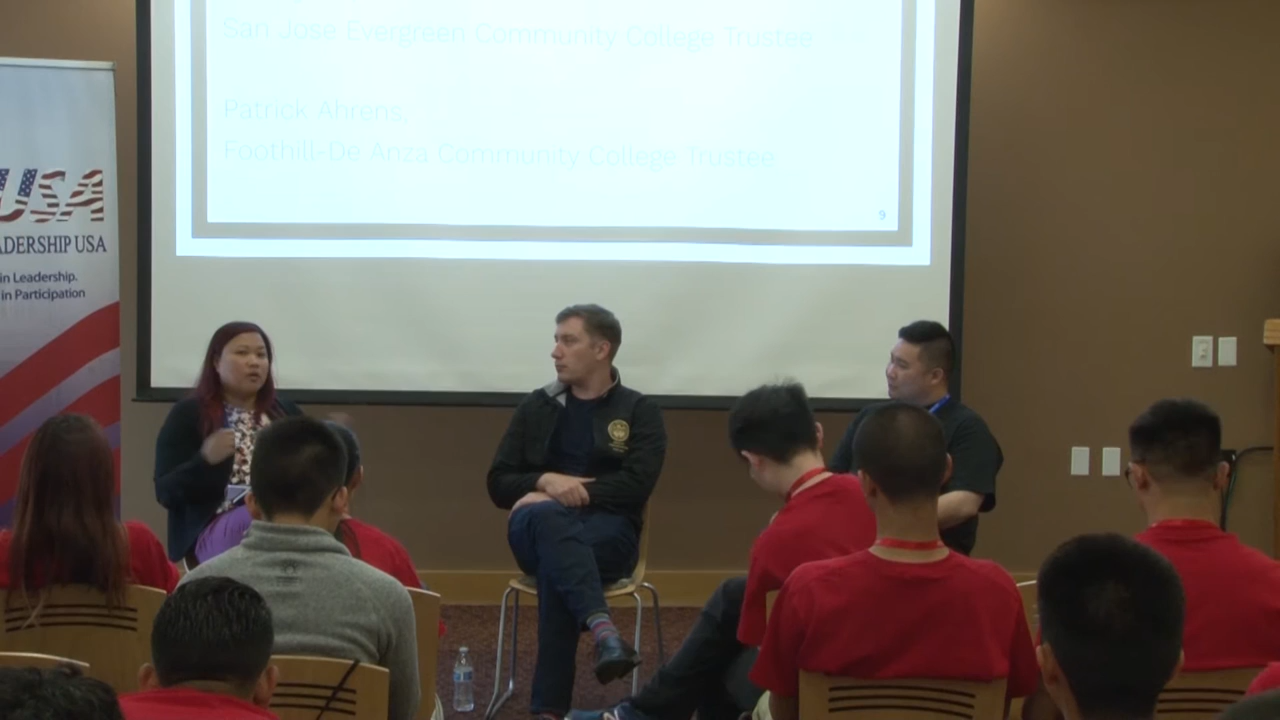 San Jose Evergreen Community College Trustee
Patrick Ahrens,
Foothill-De Anza Community College Trustee
9
USA
ADERSHIP USA
in Leadership.
in Participation